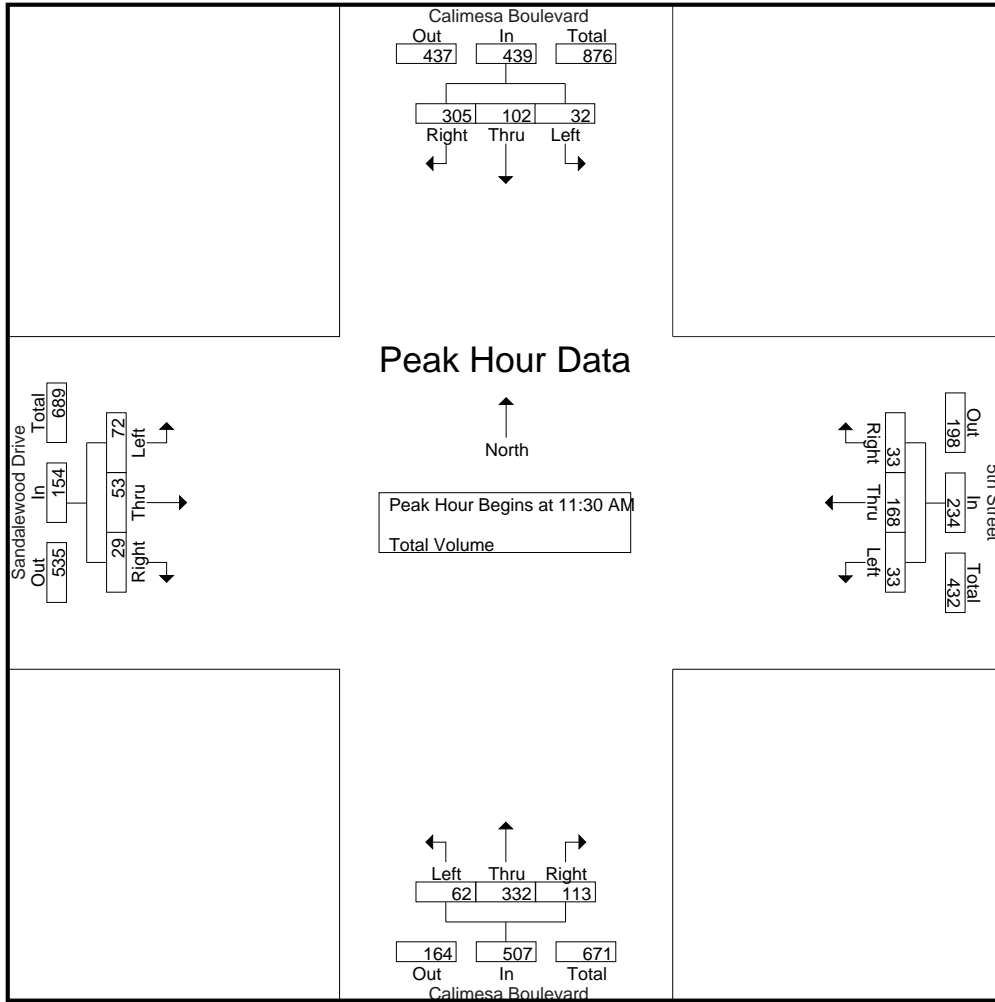 Calimesa Boulevard
Out In Total
437 439 876
305 102 32
Right Thru Left
Peak Hour Data
North
Peak Hour Begins at 11:30 AM
Total Volume
Sandalewood Drive
Total In Out
689 154 535
72 53 29
Left Thru Right
5th Street
Out In Total
198 234 432
33 168 33
Right Thru Left
Left Thru Right
62 332 113
164 507 671
Out In Total
Calimesa Boulevard